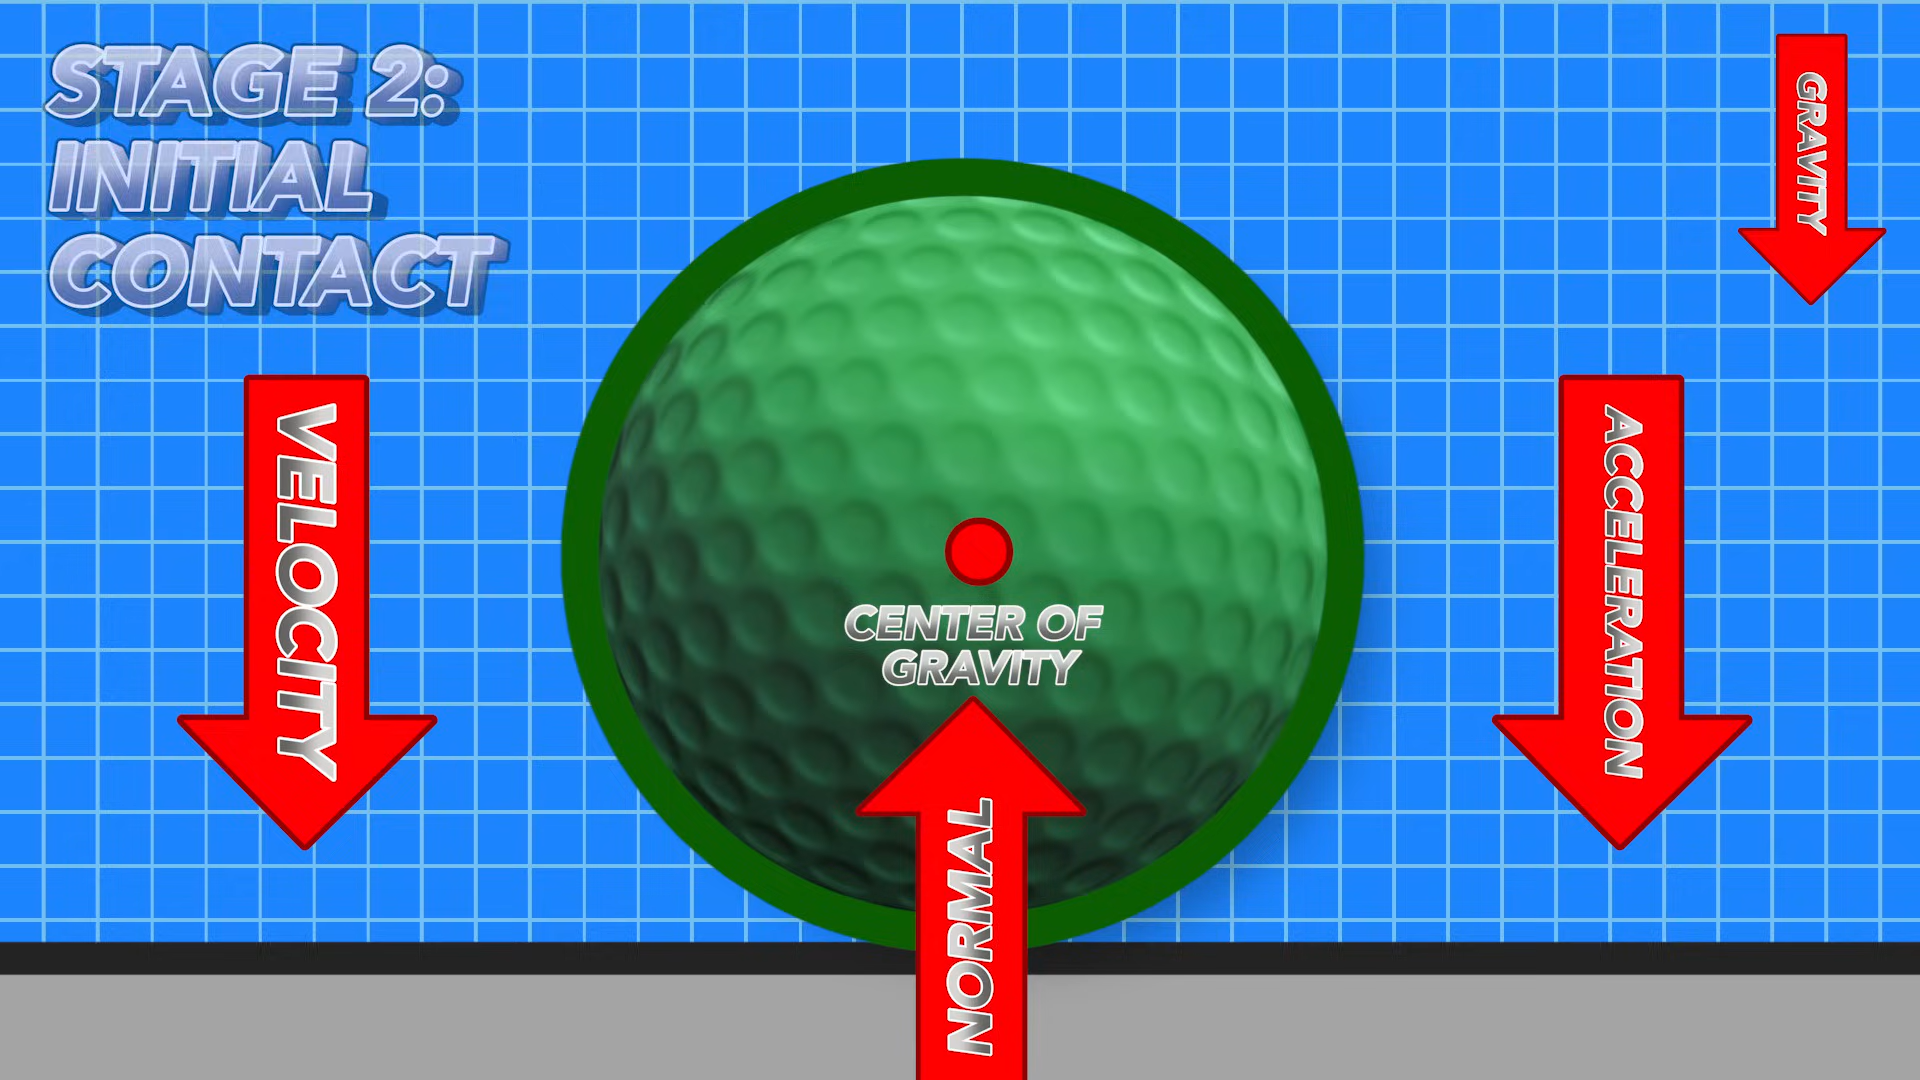 STAGE 2:
INITIAL
CONTACT
GRAVITY
VELOCITY
ACCELERATION
CENTER OF
GRAVITY
NORMAL